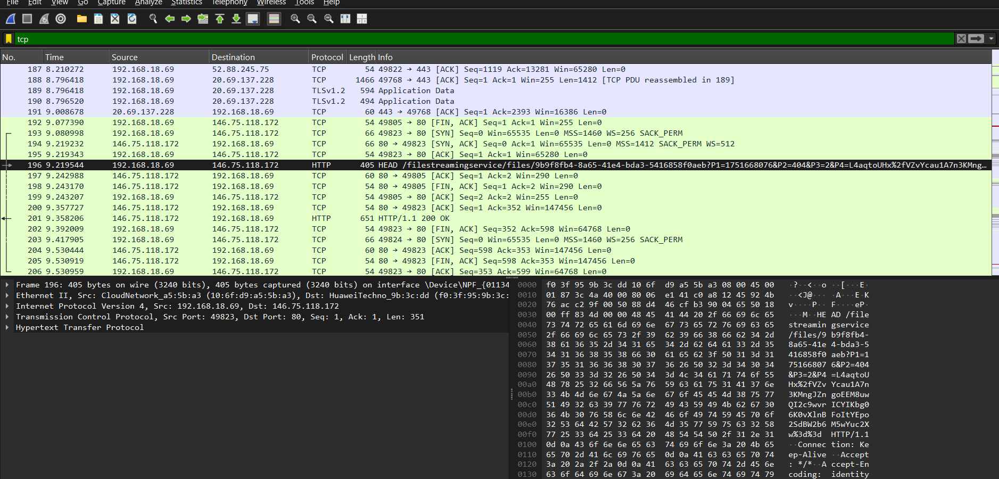 File Edit View Go Capture Analyze Statistics Telephony Wireless Tools Help
tcp
No. Time Source Destination Protocol Length Info
187 8.210272 192.168.18.69 52.88.245.75 TCP 54 49822 → 443 [ACK] Seq=1119 Ack=13281 Win=65280 Len=0
188 8.796418 192.168.18.69 20.69.137.228 TCP 1466 49768 → 443 [ACK] Seq=1 Ack=1 Win=255 Len=1412 [TCP PDU reassembled in 189]
189 8.796418 192.168.18.69 20.69.137.228 TLSv1.2 594 Application Data
190 8.796520 192.168.18.69 20.69.137.228 TLSv1.2 494 Application Data
191 9.008678 20.69.137.228 192.168.18.69 TCP 60 443 → 49768 [ACK] Seq=1 Ack=2393 Win=16386 Len=0
192 9.077390 192.168.18.69 146.75.118.172 TCP 54 49805 → 80 [FIN, ACK] Seq=1 Ack=1 Win=255 Len=0
193 9.080998 192.168.18.69 146.75.118.172 TCP 66 49823 → 80 [SYN] Seq=0 Win=65535 Len=0 MSS=1460 WS=256 SACK_PERM
194 9.219232 146.75.118.172 192.168.18.69 TCP 66 80 → 49823 [SYN, ACK] Seq=0 Ack=1 Win=65535 Len=0 MSS=1412 SACK_PERM WS=512
195 9.219343 192.168.18.69 146.75.118.172 TCP 54 49823 → 80 [ACK] Seq=1 Ack=1 Win=65280 Len=0
196 9.219544 192.168.18.69 146.75.118.172 HTTP 405 HEAD /filestreamingservice/files/9b9f8fb4-8a65-41e4-bda3-5416858f0aeb?P1=1751668076&P2=404&P3=2&P4=L4aqtoUHx%2fVZvYcau1A7n3KMng…
197 9.242988 146.75.118.172 192.168.18.69 TCP 60 80 → 49805 [ACK] Seq=1 Ack=2 Win=290 Len=0
198 9.243170 146.75.118.172 192.168.18.69 TCP 54 80 → 49805 [FIN, ACK] Seq=1 Ack=2 Win=290 Len=0
199 9.243207 192.168.18.69 146.75.118.172 TCP 54 49805 → 80 [ACK] Seq=2 Ack=2 Win=255 Len=0
200 9.357727 146.75.118.172 192.168.18.69 TCP 54 80 → 49823 [ACK] Seq=1 Ack=352 Win=147456 Len=0
201 9.358206 146.75.118.172 192.168.18.69 HTTP 651 HTTP/1.1 200 OK
202 9.392009 192.168.18.69 146.75.118.172 TCP 54 49823 → 80 [FIN, ACK] Seq=352 Ack=598 Win=64768 Len=0
203 9.417905 192.168.18.69 146.75.118.172 TCP 66 49824 → 80 [SYN] Seq=0 Win=65535 Len=0 MSS=1460 WS=256 SACK_PERM
204 9.530444 146.75.118.172 192.168.18.69 TCP 60 80 → 49823 [ACK] Seq=598 Ack=353 Win=147456 Len=0
205 9.530919 146.75.118.172 192.168.18.69 TCP 54 80 → 49823 [FIN, ACK] Seq=598 Ack=353 Win=147456 Len=0
206 9.530959 192.168.18.69 146.75.118.172 TCP 54 49823 → 80 [ACK] Seq=353 Ack=599 Win=64768 Len=0
Frame 196: 405 bytes on wire (3240 bits), 405 bytes captured (3240 bits) on interface \Device\NPF_{01134
Ethernet II, Src: CloudNetwork_a5:5b:a3 (10:6f:d9:a5:5b:a3), Dst: HuaweiTechno_9b:3c:dd (f0:3f:95:9b:3c:
Internet Protocol Version 4, Src: 192.168.18.69, Dst: 146.75.118.172
Transmission Control Protocol, Src Port: 49823, Dst Port: 80, Seq: 1, Ack: 1, Len: 351
Hypertext Transfer Protocol
0000 f0 3f 95 9b 3c dd 10 6f d9 a5 5b a3 08 00 45 00 ·?··<··o ··[···E·
0010 01 87 3c 4a 40 00 80 06 e1 41 c0 a8 12 45 92 4b ··<J@··· ·A···E·K
0020 76 ac c2 9f 00 50 88 d4 46 cf b3 90 04 65 50 18 v····P·· F····eP·
0030 00 ff 83 4d 00 00 48 45 41 44 20 2f 66 69 6c 65 ···M··HE AD /file
0040 73 74 72 65 61 6d 69 6e 67 73 65 72 76 69 63 65 streamin gservice
0050 2f 66 69 6c 65 73 2f 39 62 39 66 38 66 62 34 2d /files/9 b9f8fb4-
0060 38 61 36 35 2d 34 31 65 34 2d 62 64 61 33 2d 35 8a65-41e 4-bda3-5
0070 34 31 36 38 35 38 66 30 61 65 62 3f 50 31 3d 31 416858f0 aeb?P1=1
0080 37 35 31 36 36 38 30 37 36 26 50 32 3d 34 30 34 75166807 6&P2=404
0090 26 50 33 3d 32 26 50 34 3d 4c 34 61 71 74 6f 55 &P3=2&P4 =L4aqtoU
00a0 48 78 25 32 66 56 5a 76 59 63 61 75 31 41 37 6e Hx%2fVZv Ycau1A7n
00b0 33 4b 4d 6e 67 4a 5a 6e 67 6f 45 45 4d 38 75 77 3KMngJZn goEEM8uw
00c0 51 49 32 63 39 77 76 72 49 43 59 49 4b 62 67 30 QI2c9wvr ICYIKbg0
00d0 36 4b 30 76 58 6c 6e 42 46 6f 49 74 59 45 70 6f 6K0vXlnB FoItYEpo
00e0 32 53 64 42 57 32 62 36 4d 35 77 59 75 63 32 58 2SdBW2b6 M5wYuc2X
00f0 77 25 33 64 25 33 64 20 48 54 54 50 2f 31 2e 31 w%3d%3d HTTP/1.1
0100 0d 0a 43 6f 6e 6e 65 63 74 69 6f 6e 3a 20 4b 65 ··Connec tion: Ke
0110 65 70 2d 41 6c 69 76 65 0d 0a 41 63 63 65 70 74 ep-Alive ··Accept
0120 3a 20 2a 2f 2a 0d 0a 41 63 63 65 70 74 2d 45 6e : */*··A ccept-En
0130 63 6f 64 69 6e 67 3a 20 69 64 65 6e 74 69 74 79 coding: identity